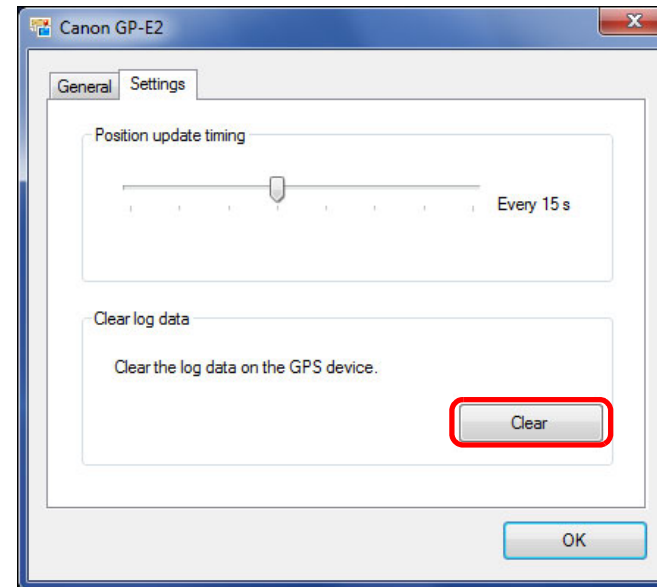 Canon GP-E2
General Settings
Position update timing
Every 15 s
Clear log data
Clear the log data on the GPS device.
Clear
OK